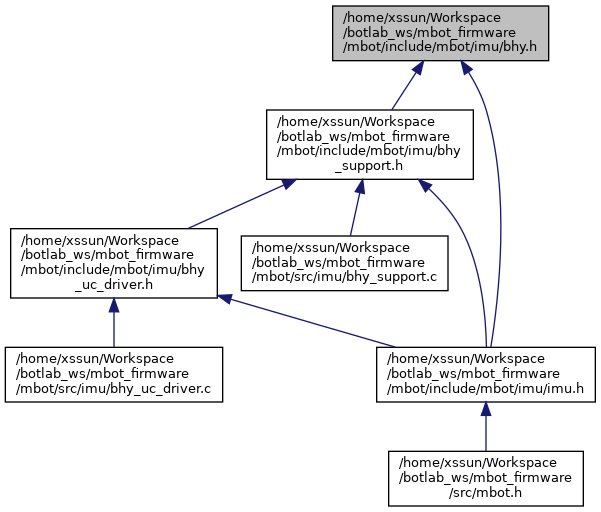 /home/xssun/Workspace
/botlab_ws/mbot_firmware
/mbot/include/mbot/imu/bhy.h
/home/xssun/Workspace
/botlab_ws/mbot_firmware
/mbot/include/mbot/imu/bhy
_support.h
/home/xssun/Workspace
/botlab_ws/mbot_firmware
/mbot/include/mbot/imu/bhy
_uc_driver.h
/home/xssun/Workspace
/botlab_ws/mbot_firmware
/mbot/src/imu/bhy_support.c
/home/xssun/Workspace
/botlab_ws/mbot_firmware
/mbot/src/imu/bhy_uc_driver.c
/home/xssun/Workspace
/botlab_ws/mbot_firmware
/mbot/include/mbot/imu/imu.h
/home/xssun/Workspace
/botlab_ws/mbot_firmware
/src/mbot.h